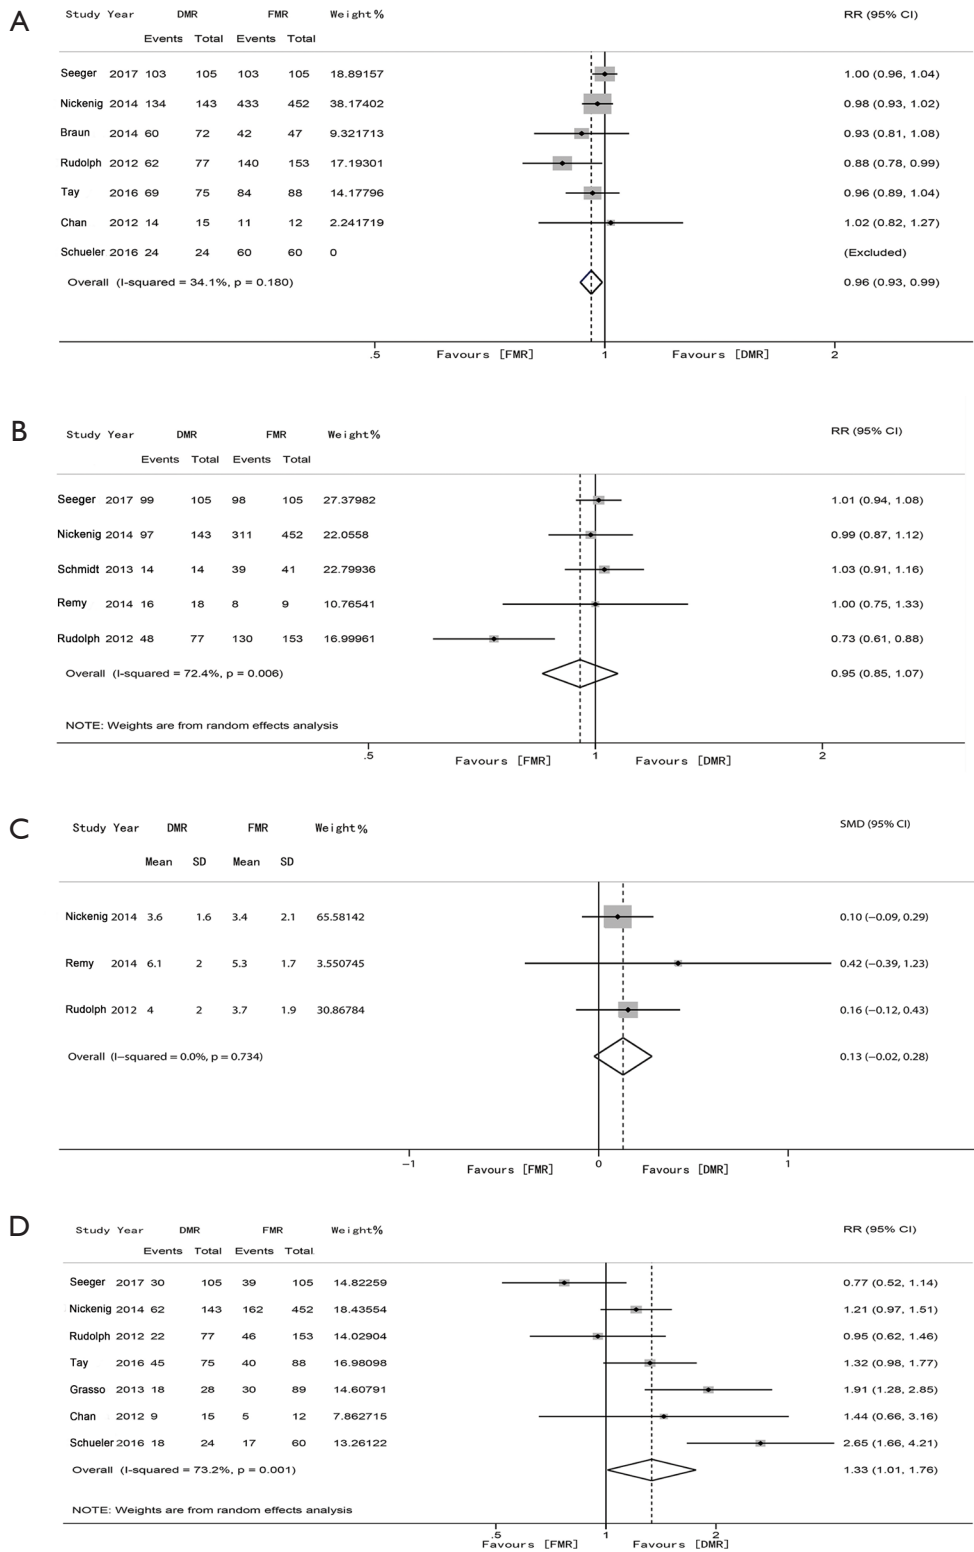 A
Study Year DMR FMR Weight% RR (95% CI)
Events Total Events Total
Seeger 2017 103 105 103 105 18.89157 1.00 (0.96, 1.04)
Nickenig 2014 134 143 433 452 38.17402 0.98 (0.93, 1.02)
Braun 2014 60 72 42 47 9.321713 0.93 (0.81, 1.08)
Rudolph 2012 62 77 140 153 17.19301 0.88 (0.78, 0.99)
Tay 2016 69 75 84 88 14.17796 0.96 (0.89, 1.04)
Chan 2012 14 15 11 12 2.241719 1.02 (0.82, 1.27)
Schueler 2016 24 24 60 60 0 (Excluded)
Overall (I-squared = 34.1%, p = 0.180) 0.96 (0.93, 0.99)
.5 Favours [FMR] 1 Favours [DMR] 2
B
Study Year DMR FMR Weight% RR (95% CI)
Events Total Events Total
Seeger 2017 99 105 98 105 27.37982 1.01 (0.94, 1.08)
Nickenig 2014 97 143 311 452 22.0558 0.99 (0.87, 1.12)
Schmidt 2013 14 14 39 41 22.79936 1.03 (0.91, 1.16)
Remy 2014 16 18 8 9 10.76541 1.00 (0.75, 1.33)
Rudolph 2012 48 77 130 153 16.99961 0.73 (0.61, 0.88)
Overall (I-squared = 72.4%, p = 0.006) 0.95 (0.85, 1.07)
NOTE: Weights are from random effects analysis
.5 Favours [FMR] 1 Favours [DMR] 2
C
Study Year DMR FMR Weight% SMD (95% CI)
Mean SD Mean SD
Nickenig 2014 3.6 1.6 3.4 2.1 65.58142 0.10 (−0.09, 0.29)
Remy 2014 6.1 2 5.3 1.7 3.550745 0.42 (−0.39, 1.23)
Rudolph 2012 4 2 3.7 1.9 30.86784 0.16 (−0.12, 0.43)
Overall (I−squared = 0.0%, p = 0.734) 0.13 (−0.02, 0.28)
−1 Favours [FMR] 0 Favours [DMR] 1
D
Study Year DMR FMR Weight% RR (95% CI)
Events Total Events Total
Seeger 2017 30 105 39 105 14.82259 0.77 (0.52, 1.14)
Nickenig 2014 62 143 162 452 18.43554 1.21 (0.97, 1.51)
Rudolph 2012 22 77 46 153 14.02904 0.95 (0.62, 1.46)
Tay 2016 45 75 40 88 16.98098 1.32 (0.98, 1.77)
Grasso 2013 18 28 30 89 14.60791 1.91 (1.28, 2.85)
Chan 2012 9 15 5 12 7.862715 1.44 (0.66, 3.16)
Schueler 2016 18 24 17 60 13.26122 2.65 (1.66, 4.21)
Overall (I-squared = 73.2%, p = 0.001) 1.33 (1.01, 1.76)
NOTE: Weights are from random effects analysis
.5 Favours [FMR] 1 Favours [DMR] 2